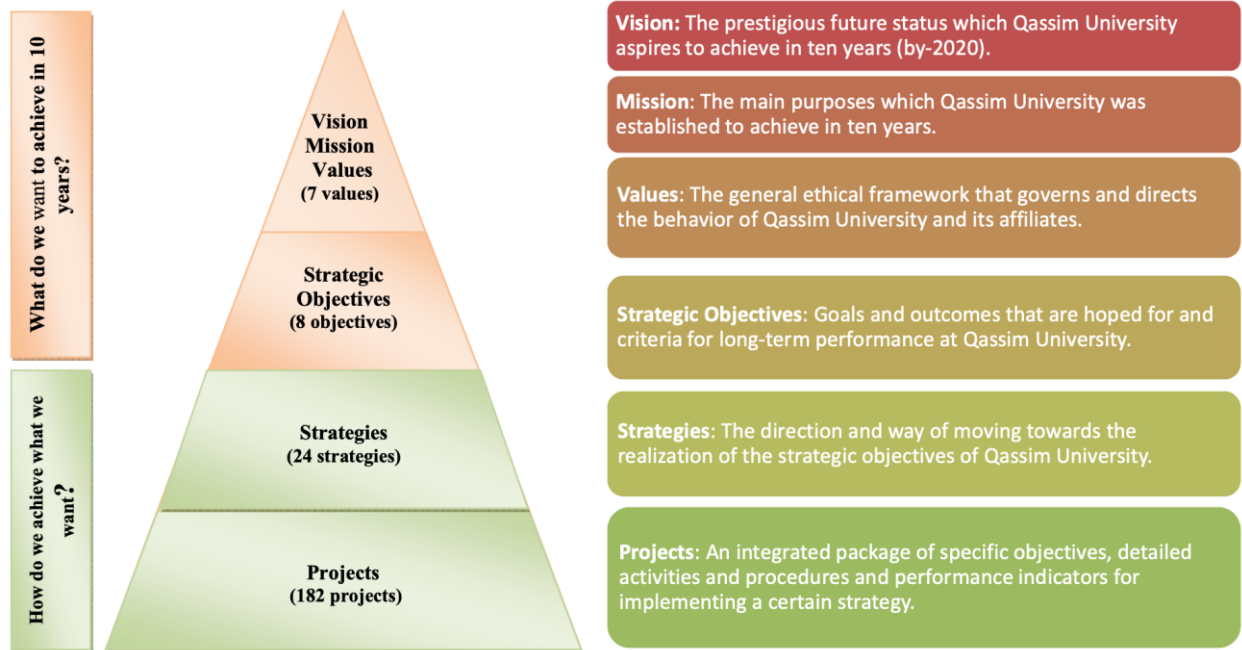 What do we want to achieve in 10
years?
How do we achieve what we
want?
Vision
Mission
Values
(7 values)
Strategic
Objectives
(8 objectives)
Strategies
(24 strategies)
Projects
(182 projects)
Vision: The prestigious future status which Qassim University
aspires to achieve in ten years (by-2020).
Mission: The main purposes which Qassim University was
established to achieve in ten years.
Values: The general ethical framework that governs and directs
the behavior of Qassim University and its affiliates.
Strategic Objectives: Goals and outcomes that are hoped for and
criteria for long-term performance at Qassim University.
Strategies: The direction and way of moving towards the
realization of the strategic objectives of Qassim University.
Projects: An integrated package of specific objectives, detailed
activities and procedures and performance indicators for
implementing a certain strategy.